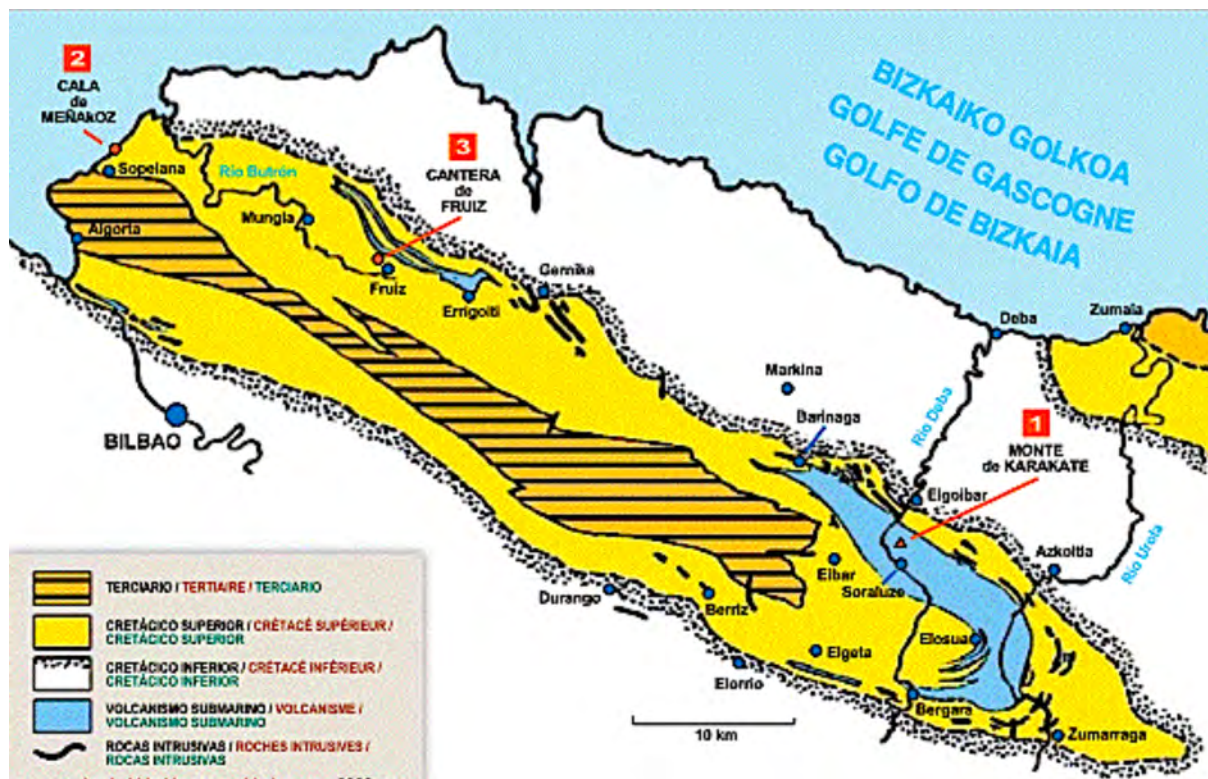 2
CALA
de
MEÑAKOZ
Sopelana
Río Butrón
3
CANTERA
de
FRUIZ
BIZKAIKO GOLKOA
GOLFE DE GASCOGNE
GOLFO DE BIZKAIA
Mungia
Algorta
Fruiz
Gernika
Errigoiti
Deba
Zumaia
Markina
Río Deba
Barinaga
1
MONTE
de KARAKATE
BILBAO
Elgoibar
Azkoitia
Río Urola
Eibar
Soraluze
Durango
Berriz
Elosua
Elgeta
Elorrio
Bergara
Zumarraga
10 km
TERCIARIO / TERTIAIRE / TERCIARIO
CRETÁCICO SUPERIOR / CRÉTACÉ SUPÉRIEUR /
CRETÁCICO SUPERIOR
CRETÁCICO INFERIOR / CRÉTACÉ INFÉRIEUR /
CRETÁCICO INFERIOR
VOLCANISMO SUBMARINO / VOLCANISME /
VOLCANISMO SUBMARINO
ROCAS INTRUSIVAS / ROCHES INTRUSIVES /
ROCAS INTRUSIVAS